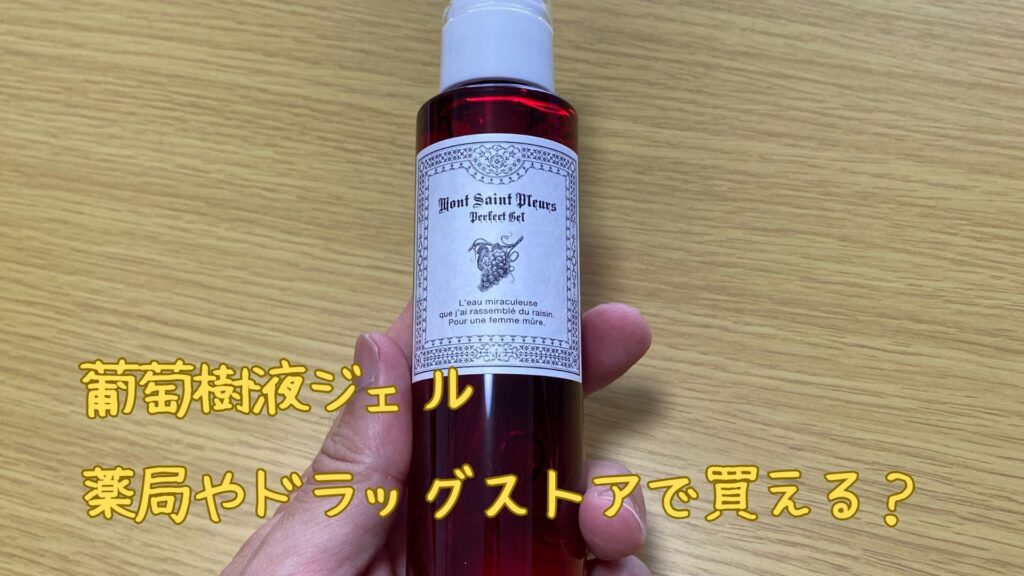 Mont Saint Pleurs
Perfect Gel
L'eau miraculeuse
que j'ai rassemblé du raisin.
Pour une femme mûre.
葡萄樹液ジェル
薬局やドラッグストアで買える？